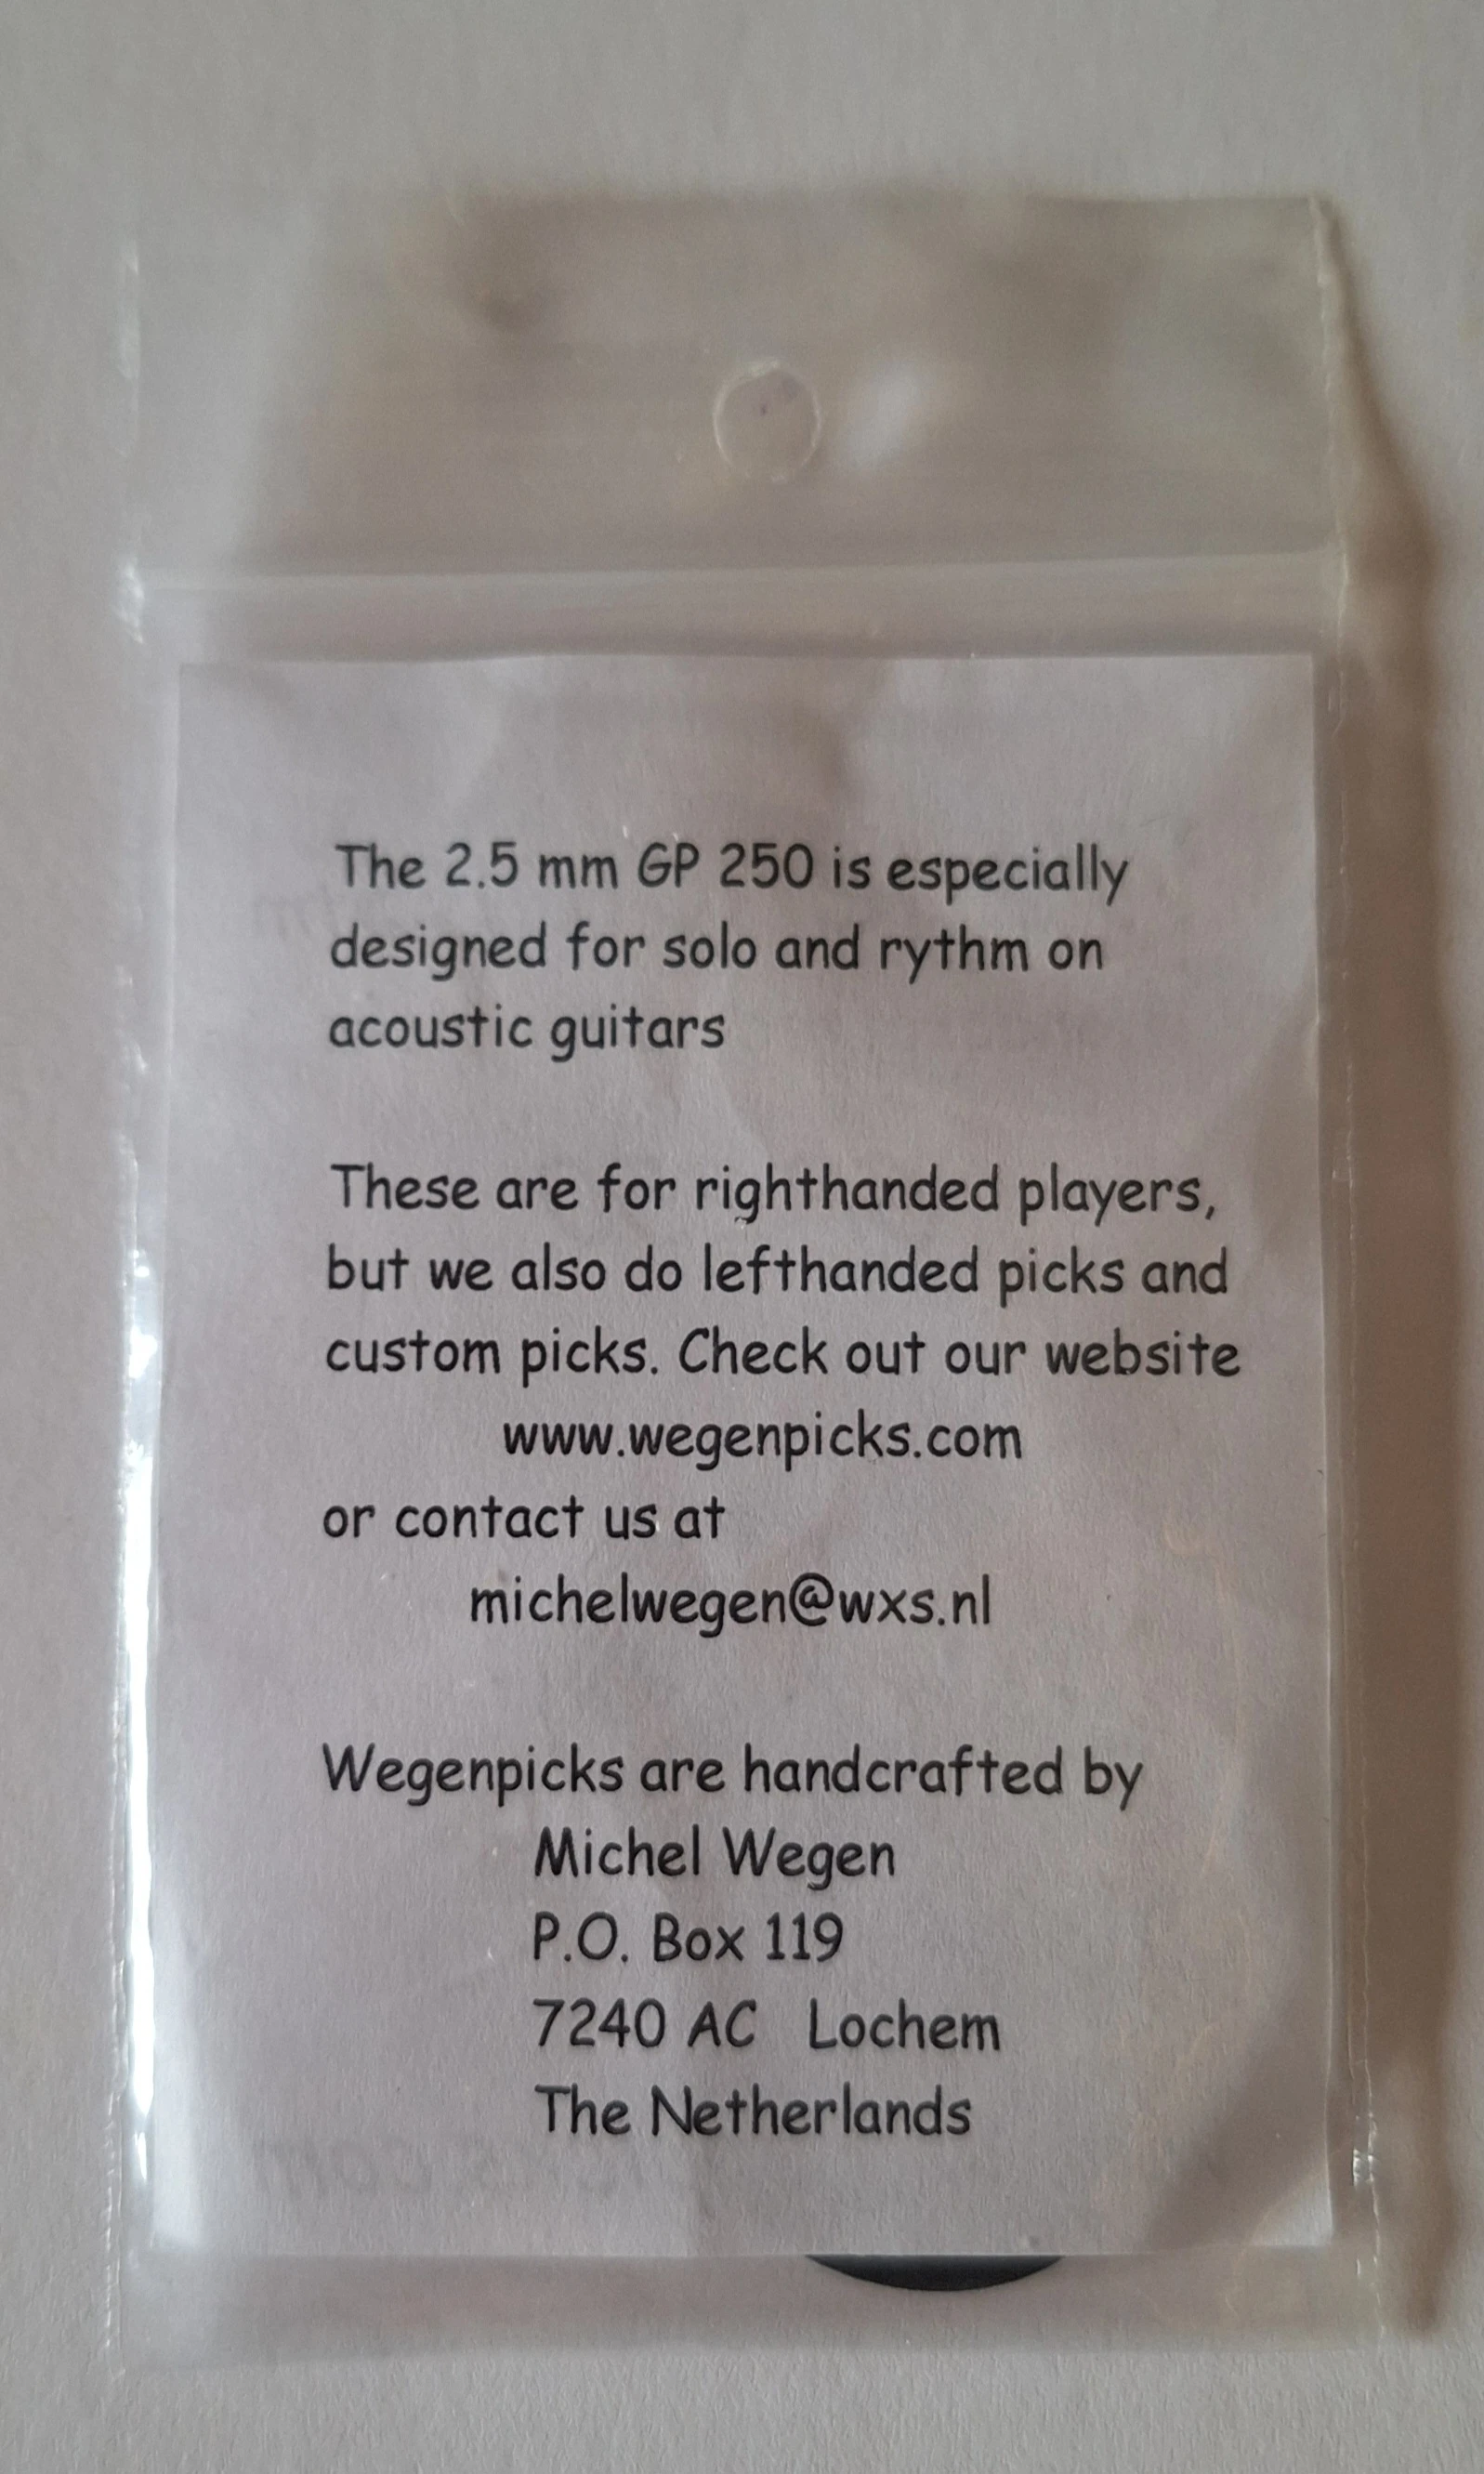 The 2.5 mm GP 250 is especially
designed for solo and rythm on
acoustic guitars
These are for righthanded players,
but we also do lefthanded picks and
custom picks. Check out our website
www.wegenpicks.com
or contact us at
michelwegen@wxs.nl
Wegenpicks are handcrafted by
Michel Wegen
P.O. Box 119
7240 AC Lochem
The Netherlands